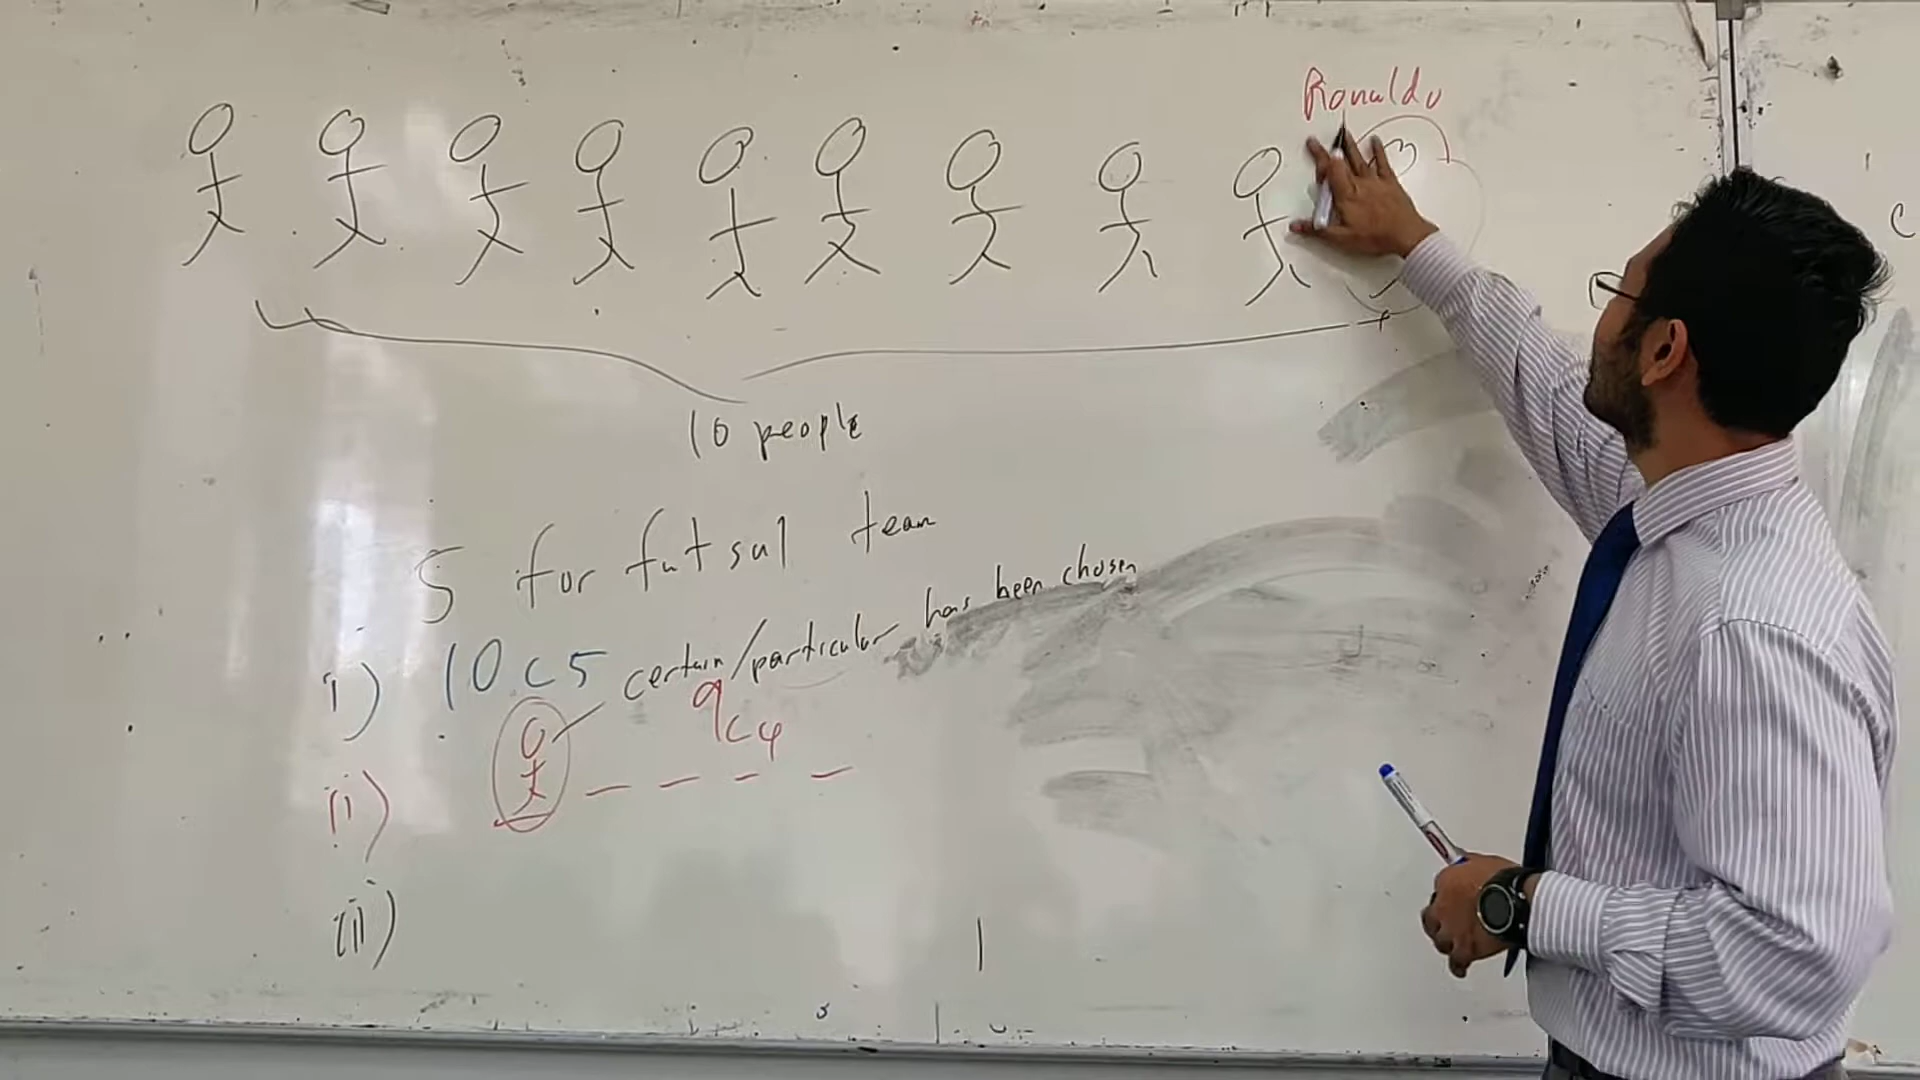 Ronaldo
10 people
5 for futsal team
i) 10C5 certain/particular has been chosen
ii) 9C4
iii)